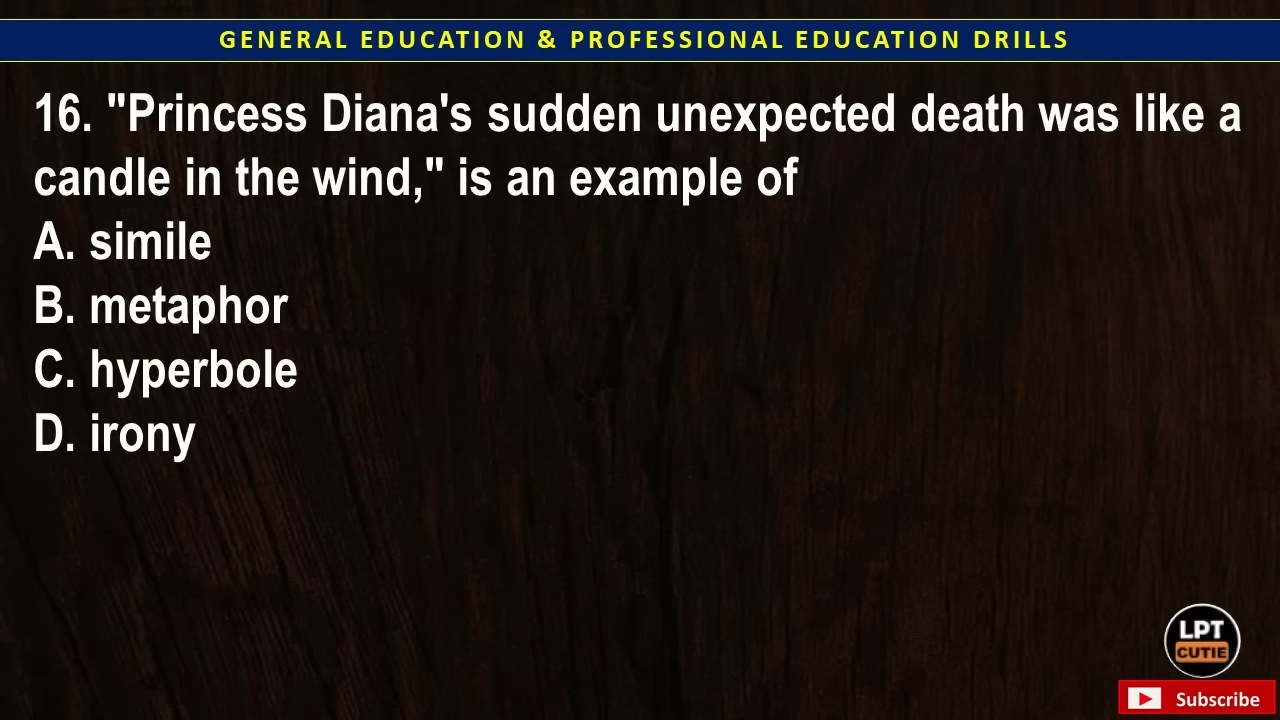 GENERAL EDUCATION & PROFESSIONAL EDUCATION DRILLS
16. "Princess Diana's sudden unexpected death was like a
candle in the wind," is an example of
A. simile
B. metaphor
C. hyperbole
D. irony
LPT
CUTIE
Subscribe